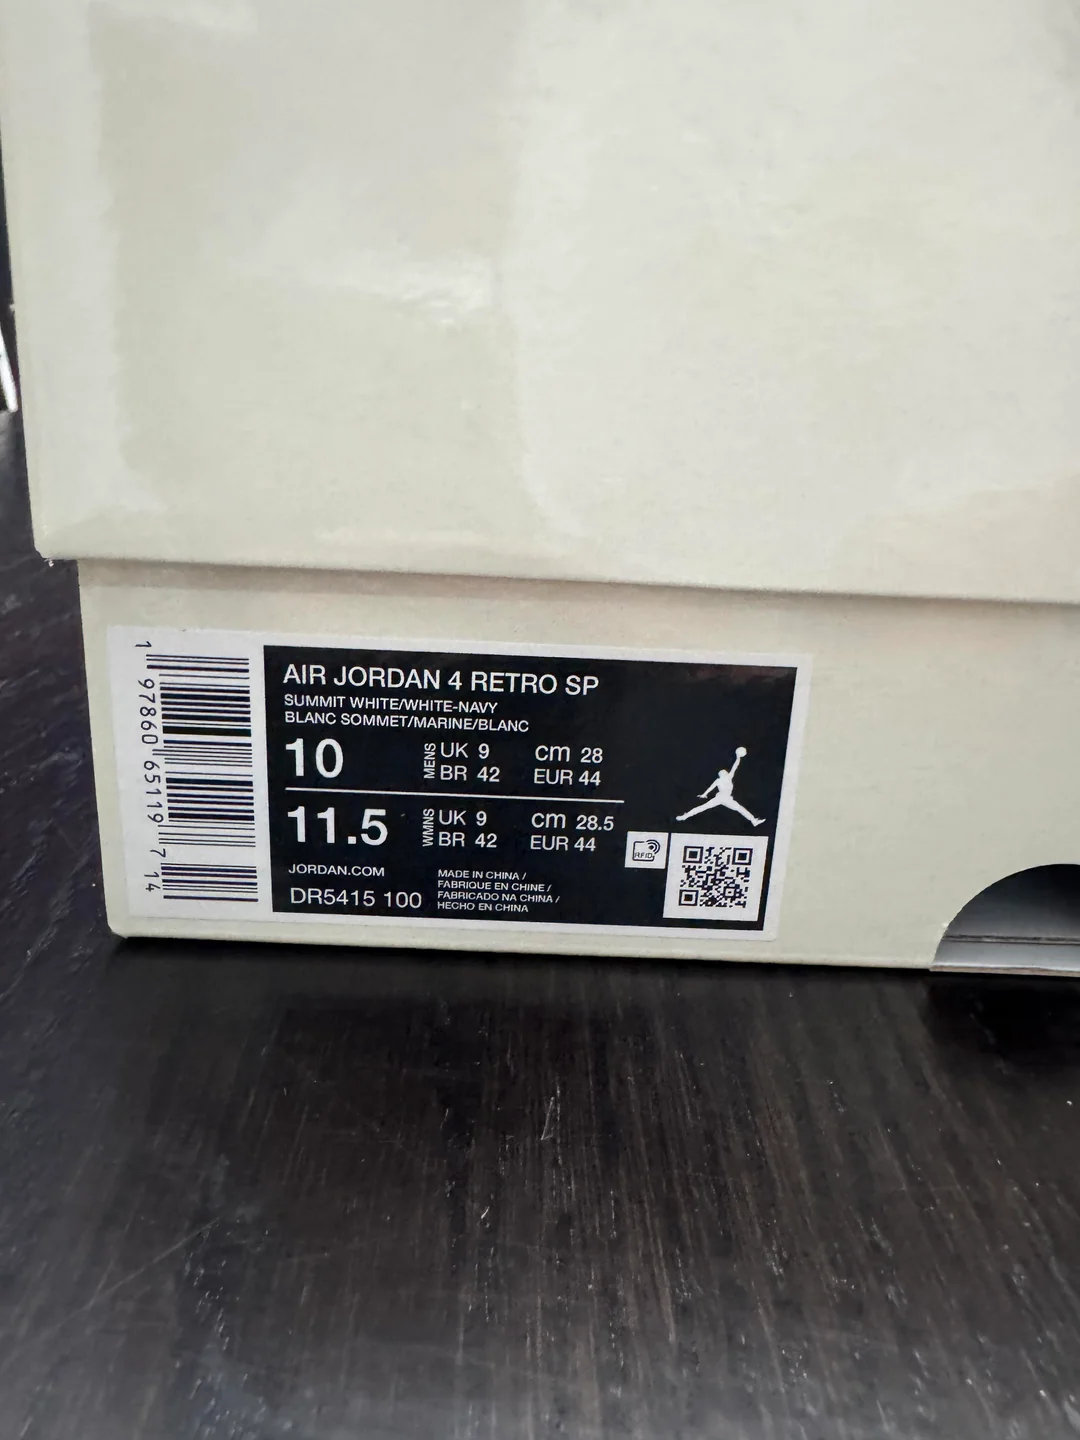 AIR JORDAN 4 RETRO SP
SUMMIT WHITE/WHITE-NAVY
BLANC SOMMET/MARINE/BLANC
10 MENS UK 9 cm 28
BR 42 EUR 44
11.5 WMNS UK 9 cm 28.5
BR 42 EUR 44
JORDAN.COM
DR5415 100
MADE IN CHINA /
FABRIQUE EN CHINE /
FABRICADO NA CHINA /
HECHO EN CHINA
RFID
1 97860 65119 7 14